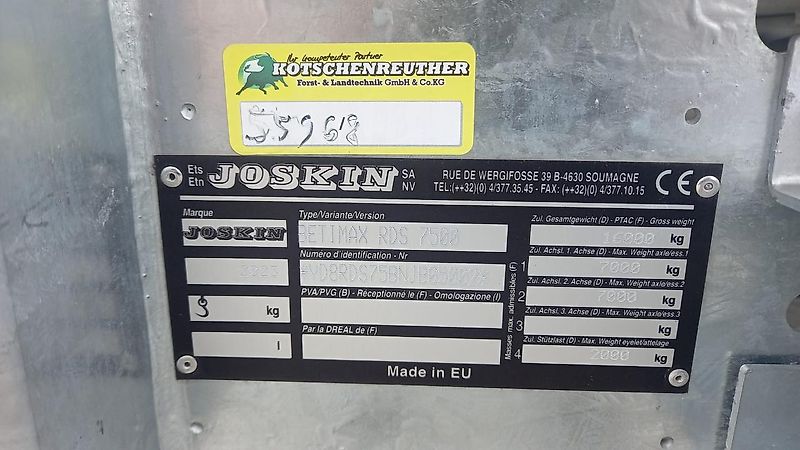 Ihr kompetenter Partner
KOTSCHENREUTHER
Forst- & Landtechnik GmbH & Co.KG
Ets
Etn
JOSKIN
SA
NV
RUE DE WERGIFOSSE 39 B-4630 SOUMAGNE
TEL:(++32)(0) 4/377.35.45 - FAX: (++32)(0) 4/377.10.15
CE
Marque
JOSKIN
2023
kg
l
Type/Variante/Version
BETIMAX RDS 7500
Numéro d'identification - Nr
PVA/PVG (B) - Réceptionné le (F) - Omologazione (I)
Par la DREAL de (F)
Masses max. admissibles (F)
Zul. Gesamtgewicht (D) - PTAC (F) - Gross weight
kg
Zul. Achsl. 1. Achse (D) - Max. Weight axle/ess.1
1 7000 kg
Zul. Achsl. 2. Achse (D) - Max. Weight axle/ess.2
2 7000 kg
Zul. Achsl. 3. Achse (D) - Max. Weight axle/ess.3
3 kg
Zul. Stützlast (D) - Max. Weight eyelet/attelage
4 2000 kg
Made in EU